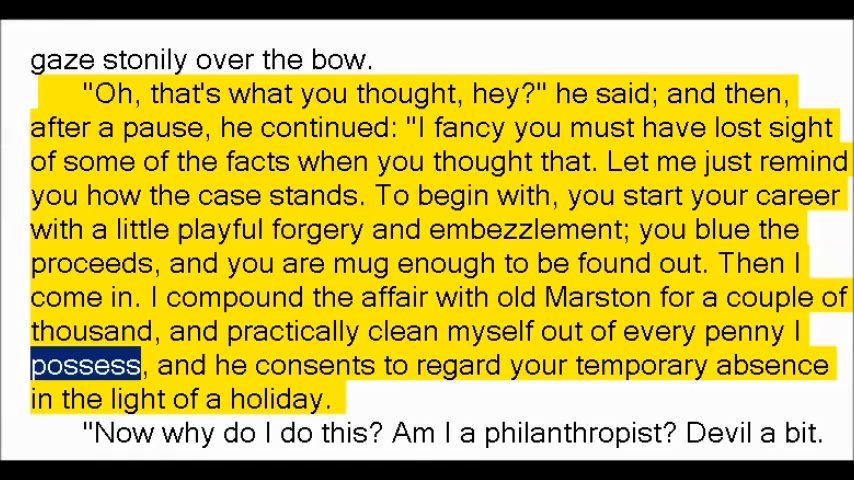 gaze stonily over the bow.
"Oh, that's what you thought, hey?" he said; and then,
after a pause, he continued: "I fancy you must have lost sight
of some of the facts when you thought that. Let me just remind
you how the case stands. To begin with, you start your career
with a little playful forgery and embezzlement; you blue the
proceeds, and you are mug enough to be found out. Then I
come in. I compound the affair with old Marston for a couple of
thousand, and practically clean myself out of every penny I
possess, and he consents to regard your temporary absence
in the light of a holiday.
"Now why do I do this? Am I a philanthropist? Devil a bit.